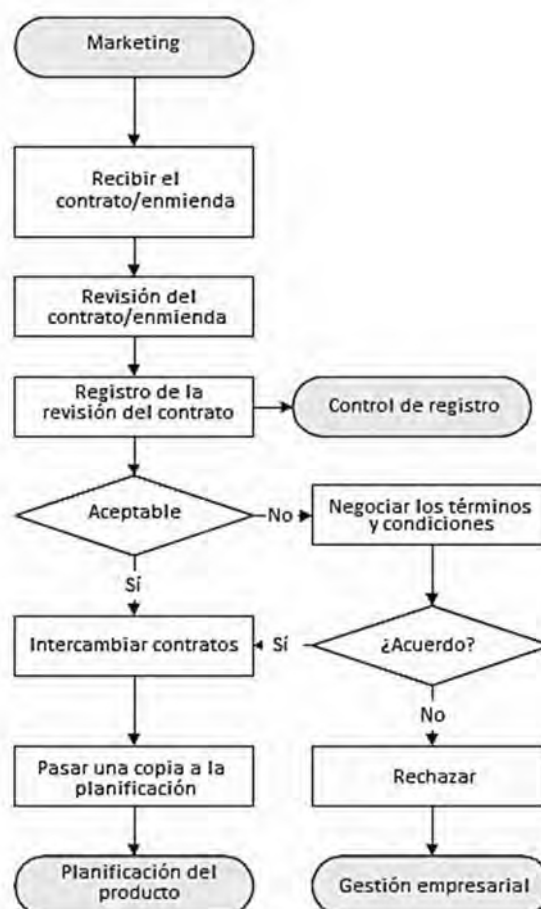 Marketing
Recibir el
contrato/enmienda
Revisión del
contrato/enmienda
Registro de la
revisión del contrato
Control de registro
Aceptable
No
Negociar los términos
y condiciones
Sí
Intercambiar contratos
Sí
¿Acuerdo?
No
Pasar una copia a la
planificación
Rechazar
Planificación del
producto
Gestión empresarial